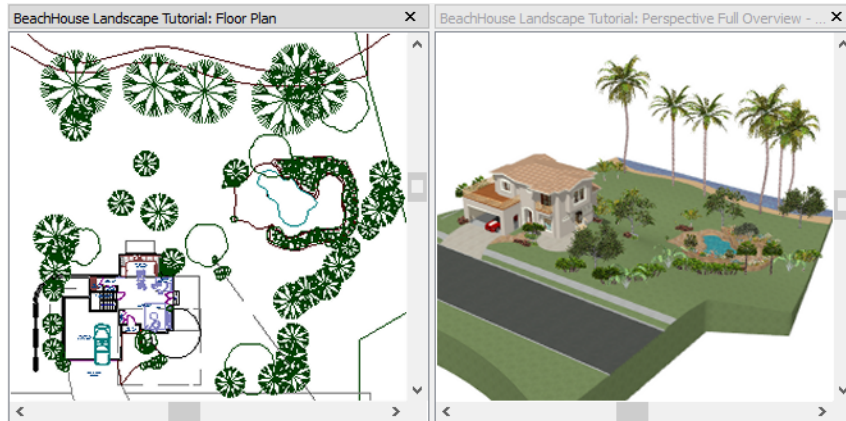 BeachHouse Landscape Tutorial: Floor Plan
BeachHouse Landscape Tutorial: Perspective Full Overview - ...